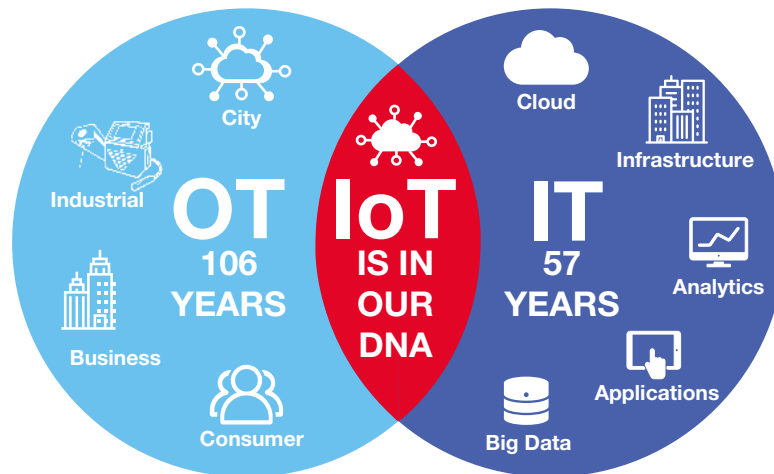 City
Industrial
OT
106
YEARS
Business
Consumer
IoT
IS IN
OUR
DNA
Cloud
Infrastructure
IT
57
YEARS
Analytics
Applications
Big Data